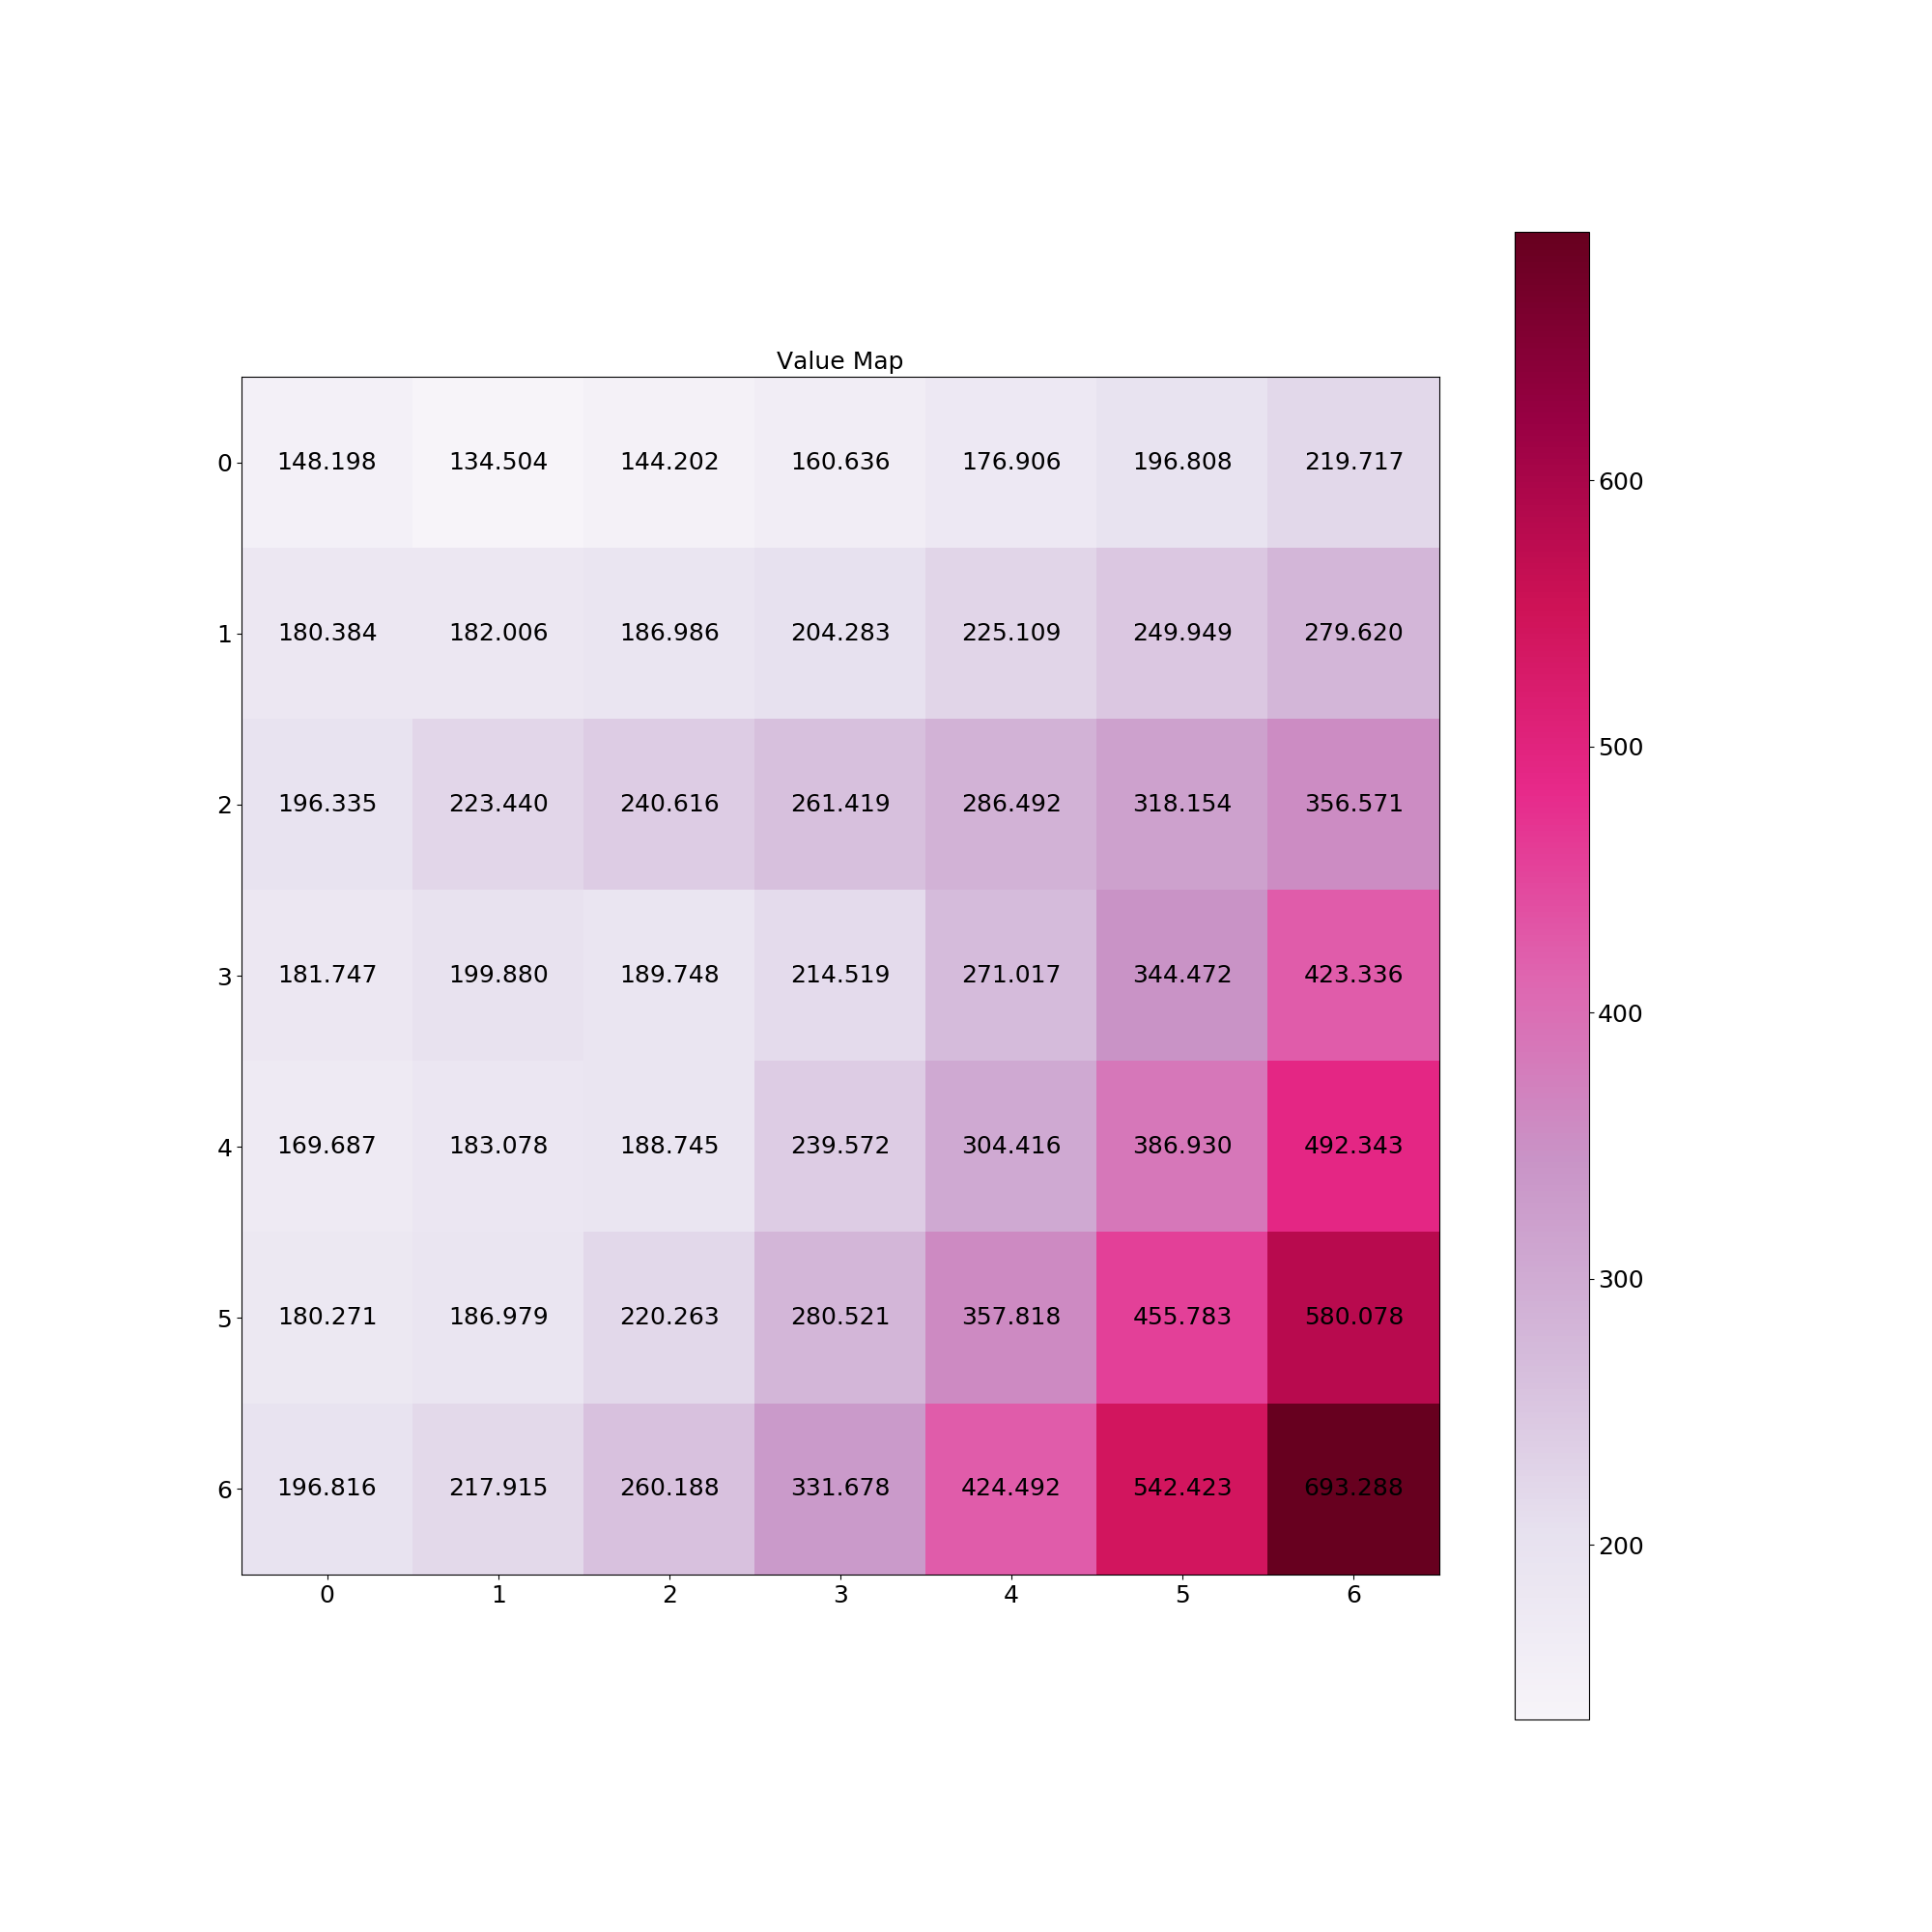 Value Map
0 148.198 134.504 144.202 160.636 176.906 196.808 219.717
1 180.384 182.006 186.986 204.283 225.109 249.949 279.620
2 196.335 223.440 240.616 261.419 286.492 318.154 356.571
3 181.747 199.880 189.748 214.519 271.017 344.472 423.336
4 169.687 183.078 188.745 239.572 304.416 386.930 492.343
5 180.271 186.979 220.263 280.521 357.818 455.783 580.078
6 196.816 217.915 260.188 331.678 424.492 542.423 693.288
0 1 2 3 4 5 6
600
500
400
300
200